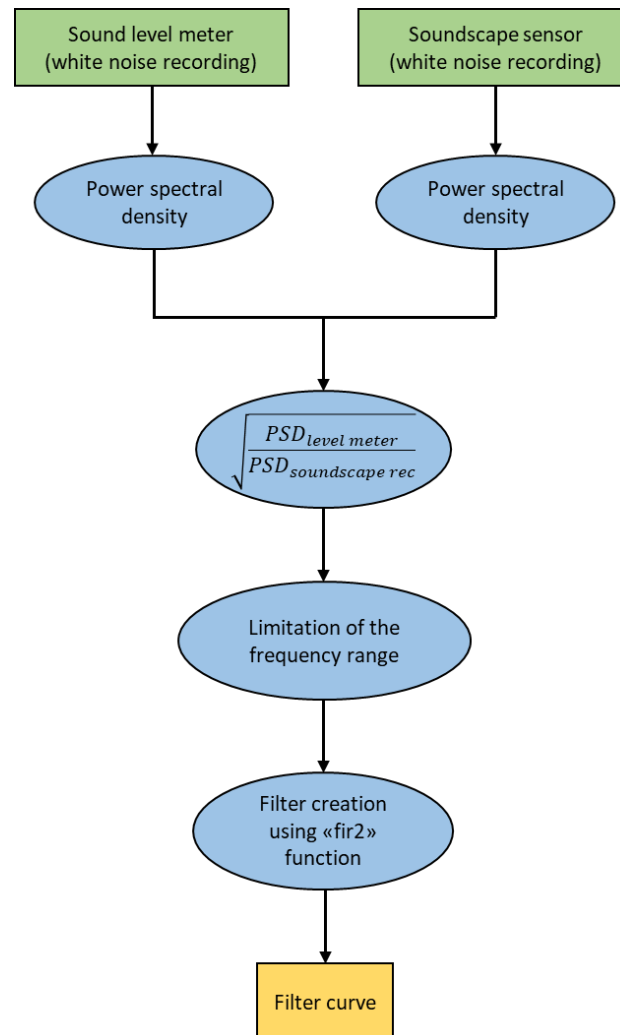 Sound level meter
(white noise recording)
Soundscape sensor
(white noise recording)
Power spectral
density
Power spectral
density
√(PSD_level meter / PSD_soundscape rec)
Limitation of the
frequency range
Filter creation
using «fir2»
function
Filter curve